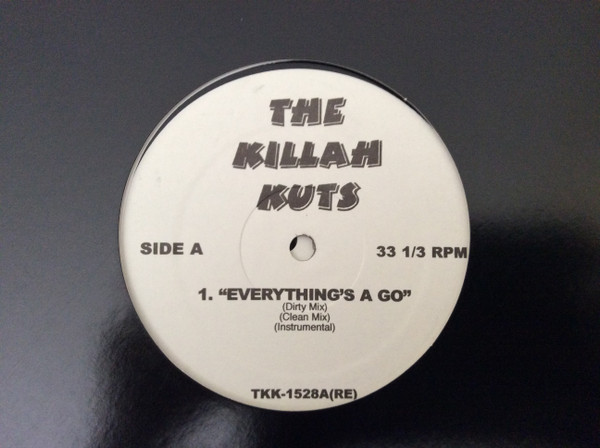 THE
KILLAH
KUTS
SIDE A
33 1/3 RPM
1. “EVERYTHING'S A GO”
(Dirty Mix)
(Clean Mix)
(Instrumental)
TKK-1528A(RE)